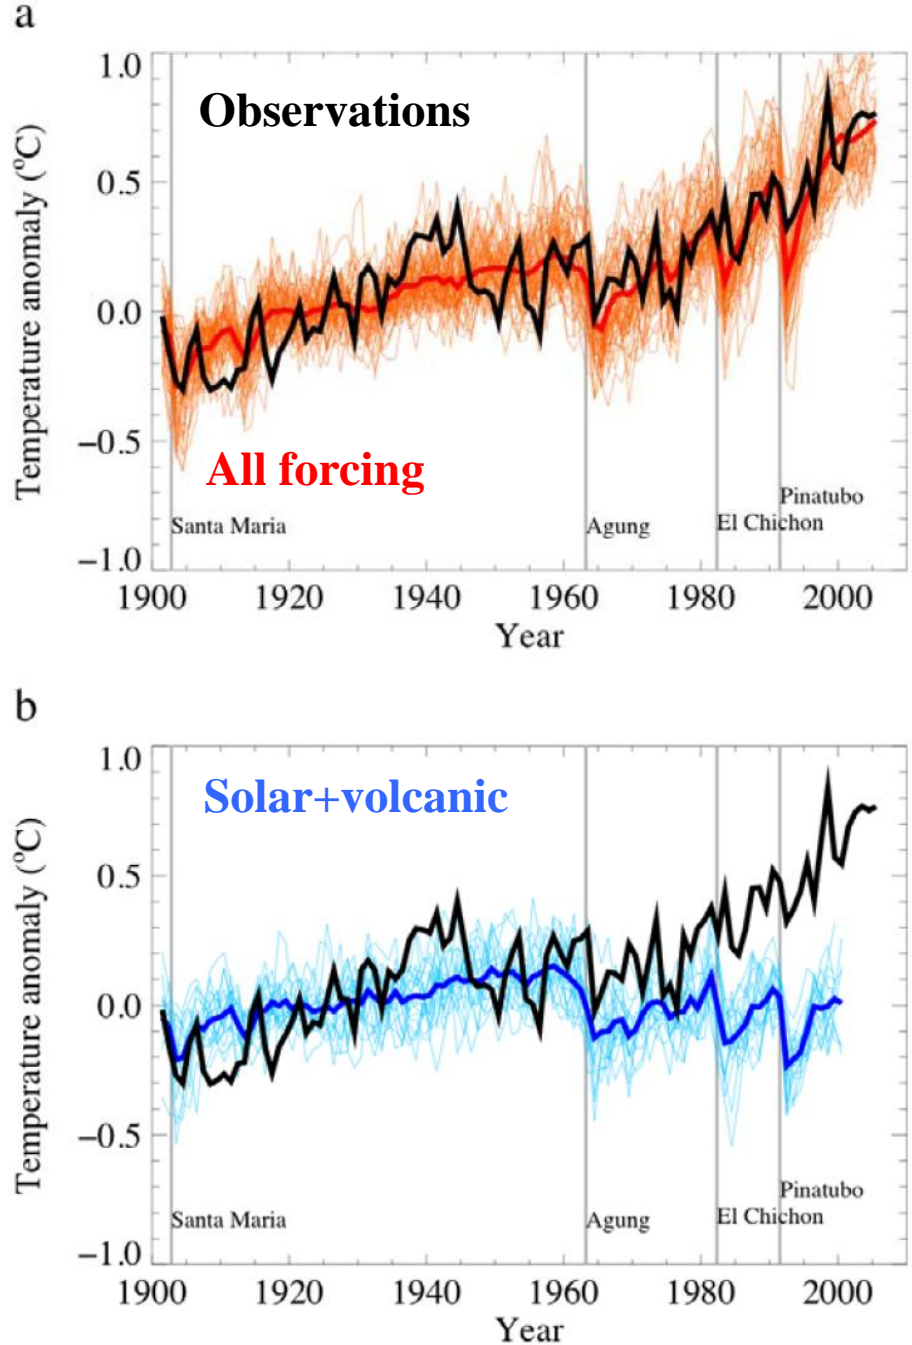 a
1.0
Observations
0.5
0.0
−0.5
All forcing
Pinatubo
Santa Maria
Agung
El Chichon
−1.0
1900
1920
1940
1960
1980
2000
Year
Temperature anomaly (ºC)
b
1.0
Solar+volcanic
0.5
0.0
−0.5
Pinatubo
Santa Maria
Agung
El Chichon
−1.0
1900
1920
1940
1960
1980
2000
Year
Temperature anomaly (ºC)